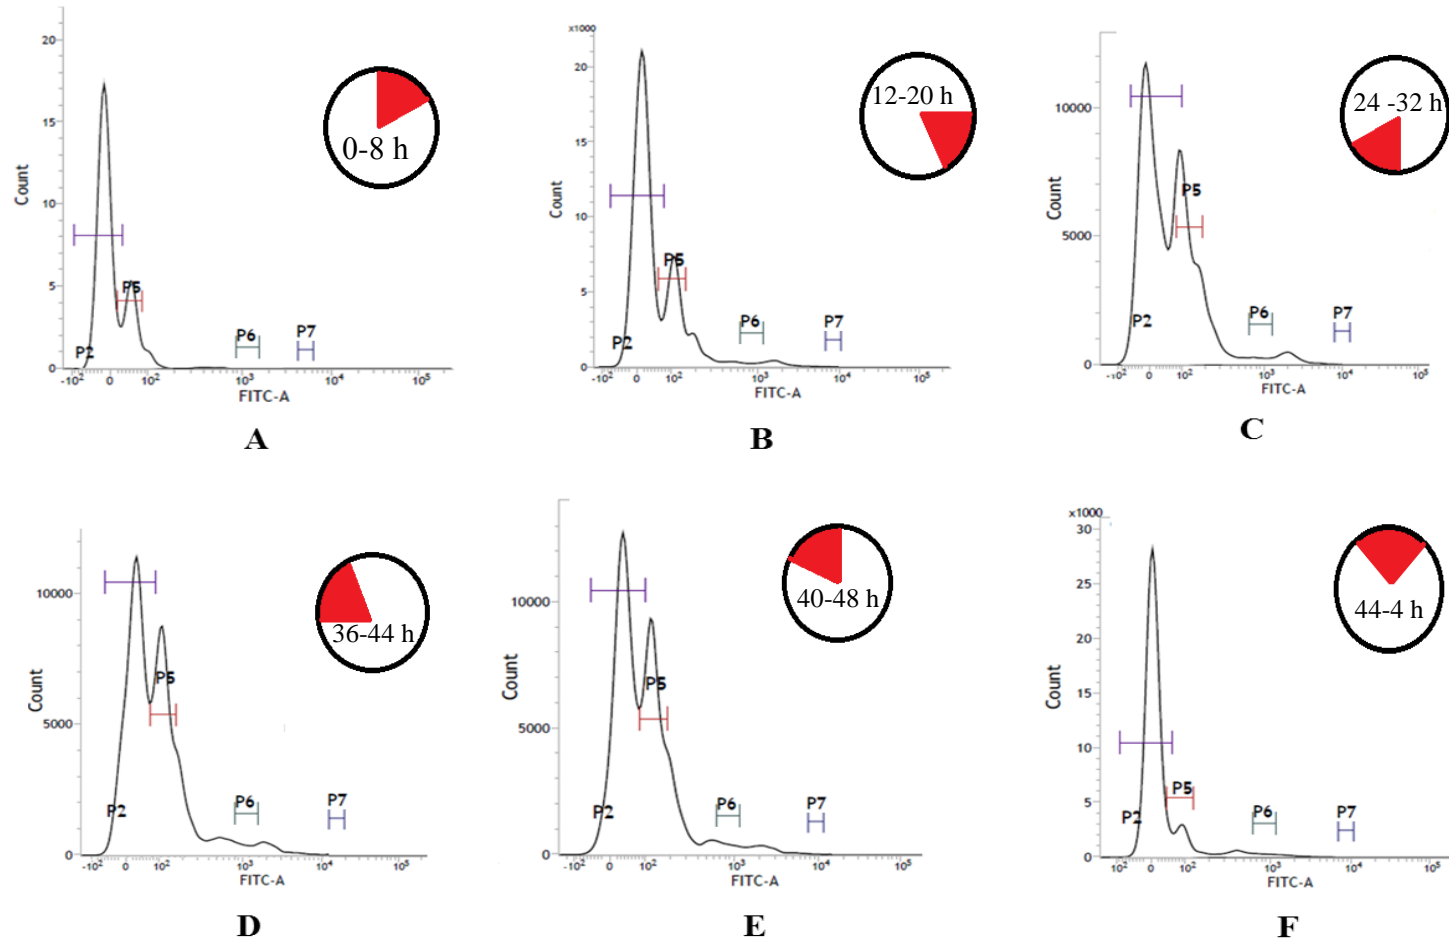 20
15
10
5
0
Count
0-8 h
P5
P6
P7
P2
-10² 0 10² 10³ 10⁴ 10⁵
FITC-A
A
x1000
20
15
10
5
0
Count
12-20 h
P5
P6
P7
P2
-10² 0 10² 10³ 10⁴ 10⁵
FITC-A
B
10000
5000
0
Count
24 -32 h
P5
P6
P7
P2
-10² 0 10² 10³ 10⁴ 10⁵
FITC-A
C
10000
5000
0
Count
36-44 h
P5
P6
P7
P2
-10² 0 10² 10³ 10⁴ 10⁵
FITC-A
D
10000
5000
0
Count
40-48 h
P5
P6
P7
P2
-10² 0 10² 10³ 10⁴ 10⁵
FITC-A
E
x1000
30
25
20
15
10
5
0
Count
44-4 h
P5
P6
P7
P2
10² 0 10² 10³ 10⁴ 10⁵
FITC-A
F